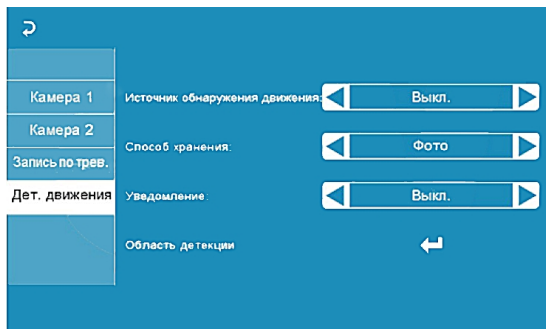 Камера 1
Камера 2
Запись по трев.
Дет. движения
Источник обнаружения движения:
Выкл.
Способ хранения:
Фото
Уведомление:
Выкл.
Область детекции